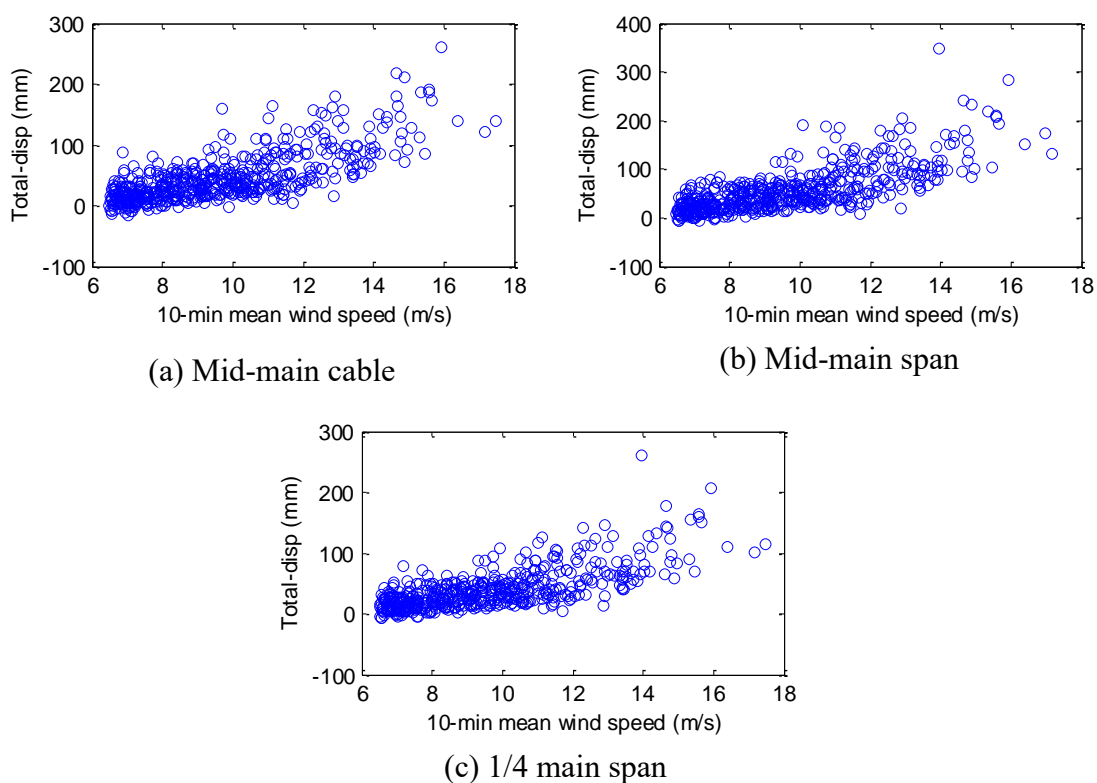 300
200
100
0
-100
Total-disp (mm)
6 8 10 12 14 16 18
10-min mean wind speed (m/s)
(a) Mid-main cable
400
300
200
100
0
-100
Total-disp (mm)
6 8 10 12 14 16 18
10-min mean wind speed (m/s)
(b) Mid-main span
300
200
100
0
-100
Total-disp (mm)
6 8 10 12 14 16 18
10-min mean wind speed (m/s)
(c) 1/4 main span